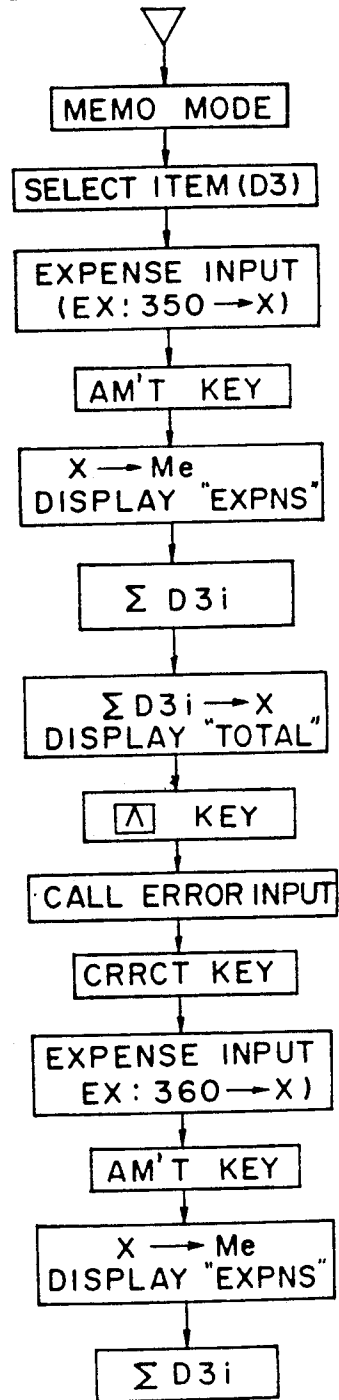 MEMO MODE
SELECT ITEM (D3)
EXPENSE INPUT
(EX: 350 → X)
AM'T KEY
X → Me
DISPLAY "EXPNS"
Σ D3i
Σ D3i → X
DISPLAY "TOTAL"
Λ KEY
CALL ERROR INPUT
CRRCT KEY
EXPENSE INPUT
EX: 360 → X)
AM'T KEY
X → Me
DISPLAY "EXPNS"
Σ D3i